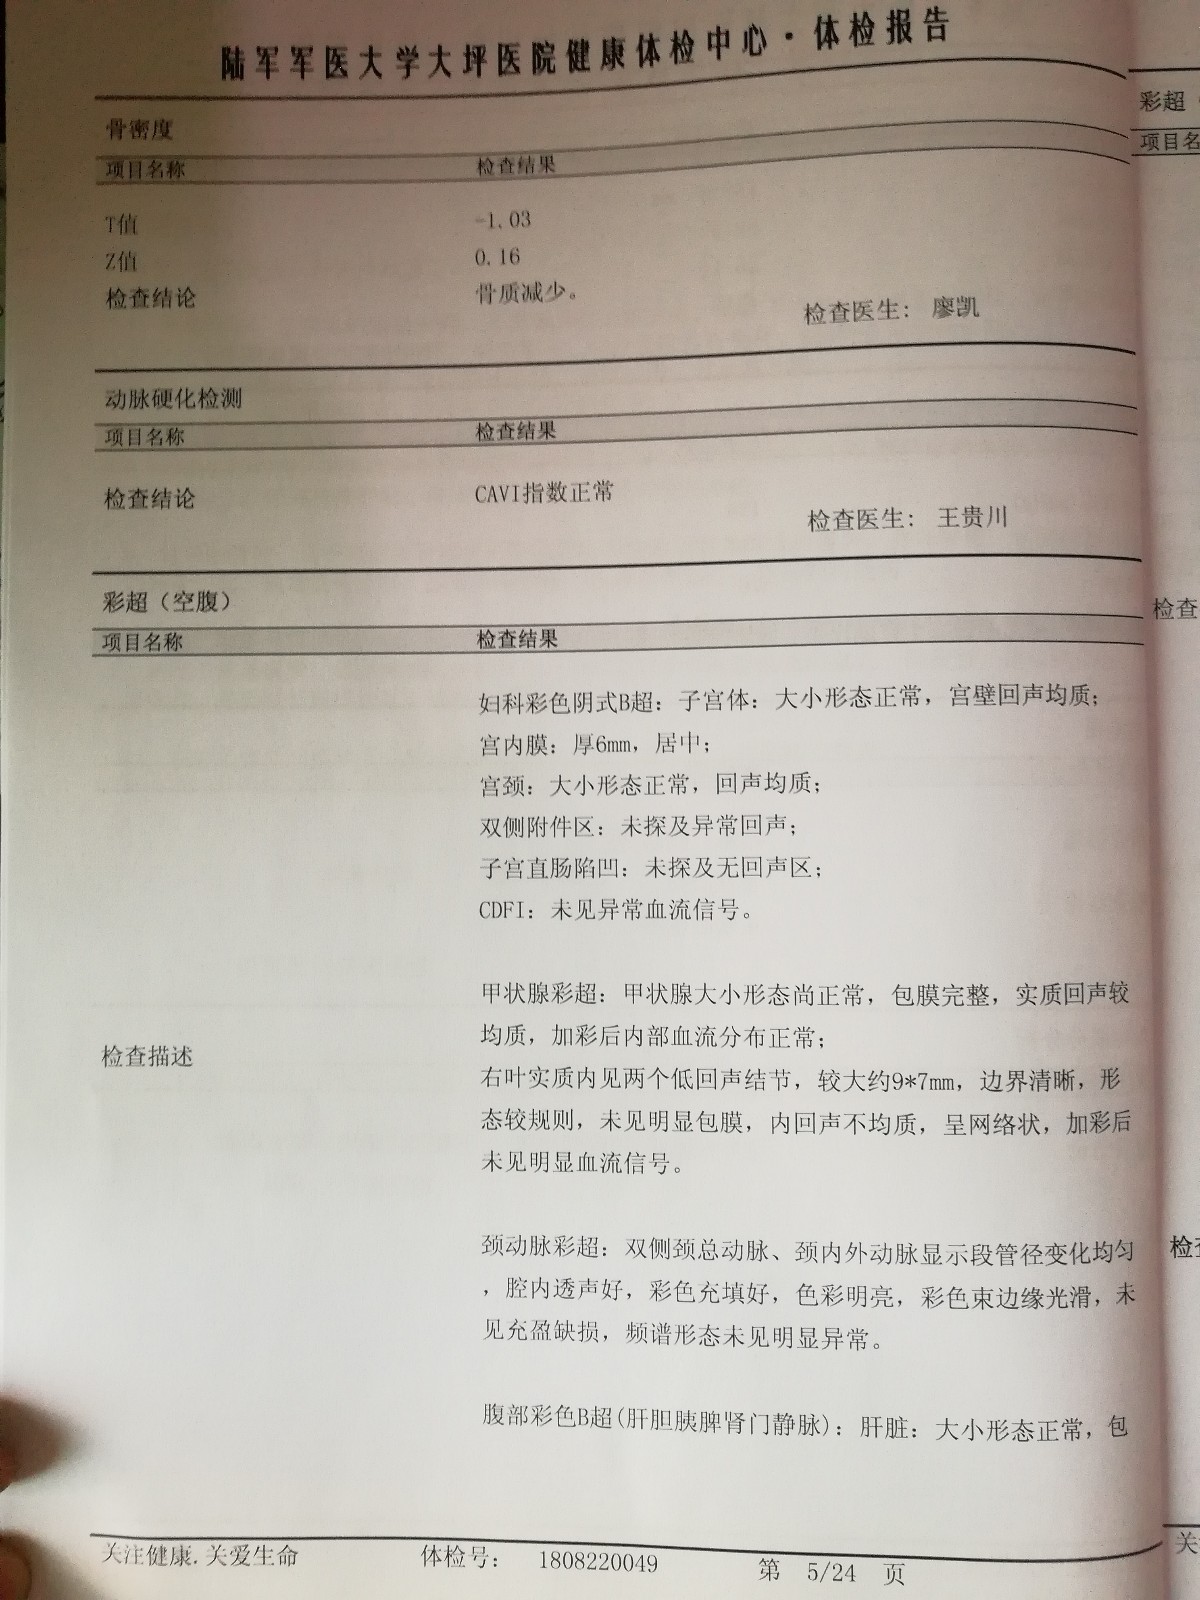 陆军军医大学大坪医院健康体检中心·体检报告
骨密度
项目名称 检查结果
T值 -1.03
Z值 0.16
检查结论 骨质减少。
检查医生: 廖凯
动脉硬化检测
项目名称 检查结果
检查结论 CAVI指数正常
检查医生: 王贵川
彩超（空腹）
项目名称 检查结果
妇科彩色阴式B超: 子宫体: 大小形态正常, 宫壁回声均质;
宫内膜: 厚6mm, 居中;
宫颈: 大小形态正常, 回声均质;
双侧附件区: 未探及异常回声;
子宫直肠陷凹: 未探及无回声区;
CDFI: 未见异常血流信号。
检查描述
甲状腺彩超: 甲状腺大小形态尚正常, 包膜完整, 实质回声较
均质, 加彩后内部血流分布正常;
右叶实质内见两个低回声结节, 较大约9*7mm, 边界清晰, 形
态较规则, 未见明显包膜, 内回声不均质, 呈网络状, 加彩后
未见明显血流信号。
颈动脉彩超: 双侧颈总动脉、颈内外动脉显示段管径变化均匀
, 腔内透声好, 彩色充填好, 色彩明亮, 彩色束边缘光滑, 未
见充盈缺损, 频谱形态未见明显异常。
腹部彩色B超(肝胆胰脾肾门静脉): 肝脏: 大小形态正常, 包
关注健康.关爱生命 体检号: 1808220049 第 5/24 页
彩超
项目名
检查
检查
关